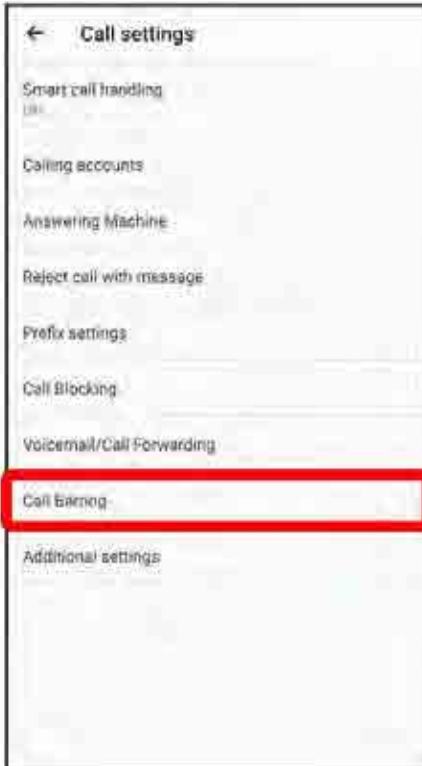 Call settings
Smart call handling
Calling accounts
Answering Machine
Reject call with message
Prefix settings
Call Blocking
Voicemail/Call Forwarding
Call Barring
Additional settings